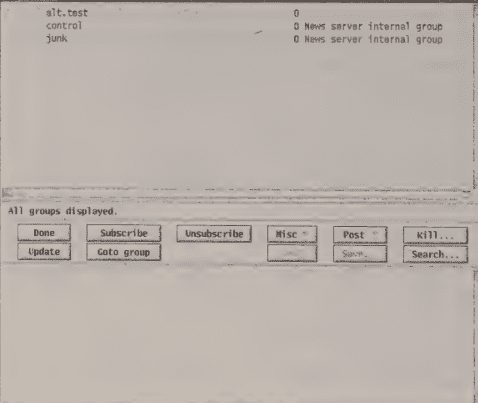 alt.test 0
control 0 News server internal group
junk 0 News server internal group
All groups displayed.
Done Subscribe Unsubscribe Misc Post Kill...
Update Goto group Save. Search...